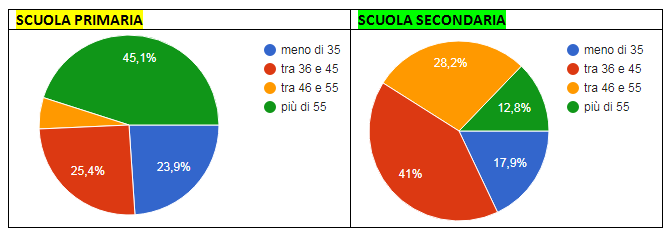 SCUOLA PRIMARIA
45,1%
25,4%
23,9%
meno di 35
tra 36 e 45
tra 46 e 55
più di 55
SCUOLA SECONDARIA
28,2%
12,8%
41%
17,9%
meno di 35
tra 36 e 45
tra 46 e 55
più di 55